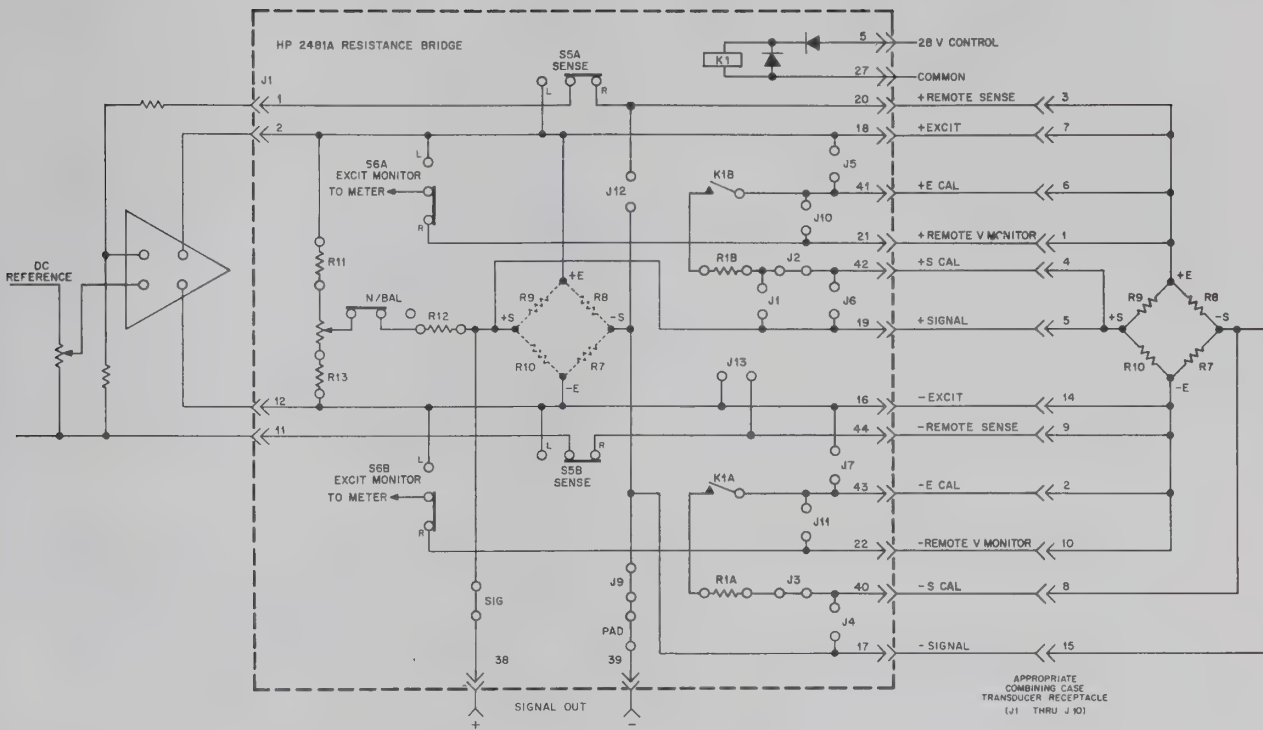 HP 2481A RESISTANCE BRIDGE
S5A
SENSE
L
R
K1
5
28 V CONTROL
27
COMMON
J1
1
20
+REMOTE SENSE
3
2
18
+EXCIT
7
S6A
EXCIT MONITOR
TO METER
L
R
J12
K1B
J5
41
+E CAL
6
J10
21
+REMOTE V MONITOR
1
DC
REFERENCE
R11
N/BAL
R12
R13
+E
R9
R8
+S
-S
R10
R7
-E
R1B
J2
42
+S CAL
4
J1
J6
19
+SIGNAL
5
+E
R9
R8
+S
-S
R10
R7
-E
J13
12
16
-EXCIT
14
11
L
R
S5B
SENSE
44
-REMOTE SENSE
9
S6B
EXCIT MONITOR
TO METER
L
R
K1A
J7
43
-E CAL
2
J11
22
-REMOTE V MONITOR
10
SIG
J9
PAD
R1A
J3
40
-S CAL
8
J4
17
-SIGNAL
15
38
39
SIGNAL OUT
+
-
APPROPRIATE
COMBINING CASE
TRANSDUCER RECEPTACLE
(J1 THRU J10)